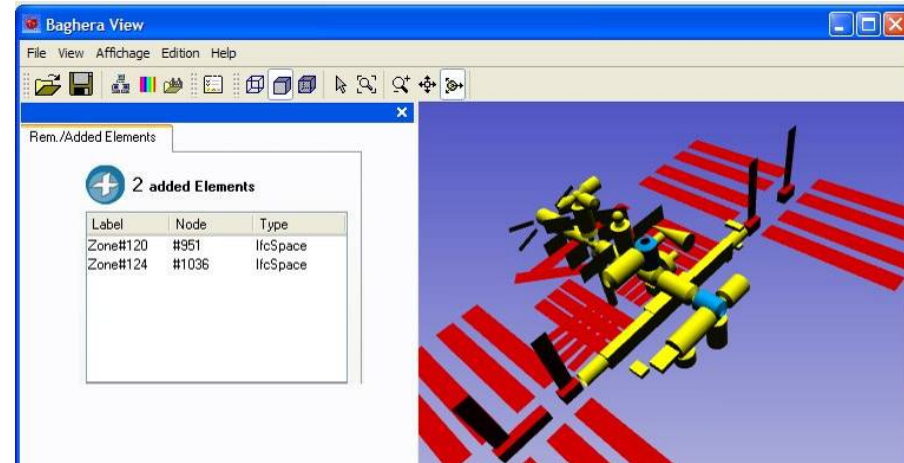 Baghera View
File View Affichage Edition Help
Rem./Added Elements
2 added Elements
Label Node Type
Zone#120 #951 IfcSpace
Zone#124 #1036 IfcSpace